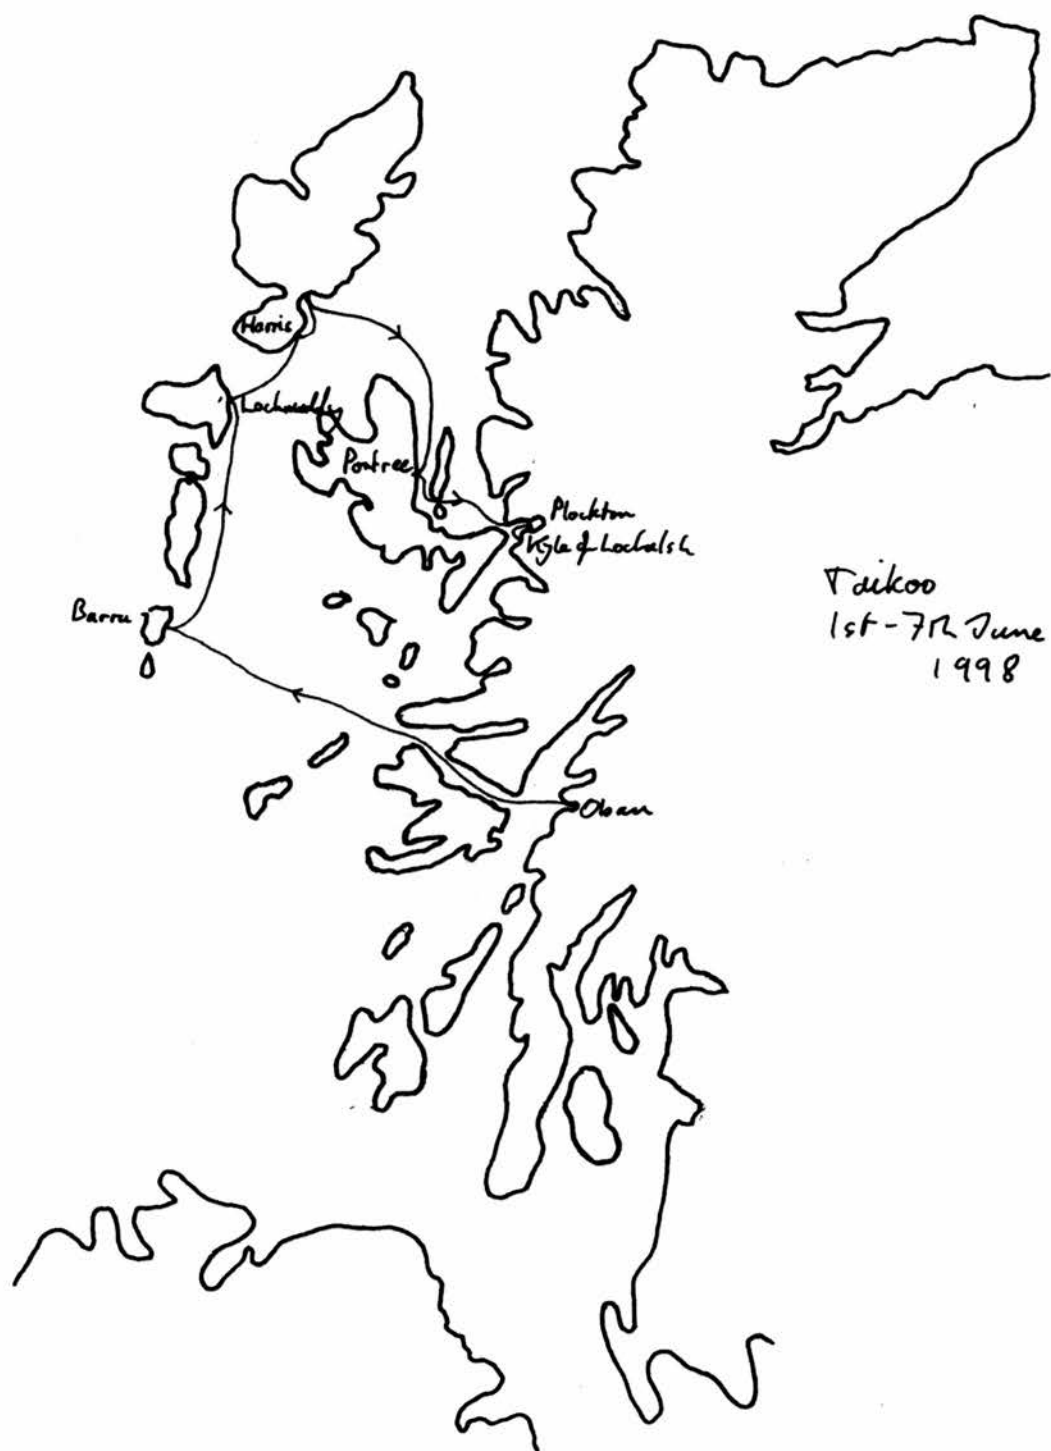 Harris
Lochmaddy
Portree
Plockton
Kyle of Lochalsh
Barra
Taikoo
1st - 7th June
1998
Oban